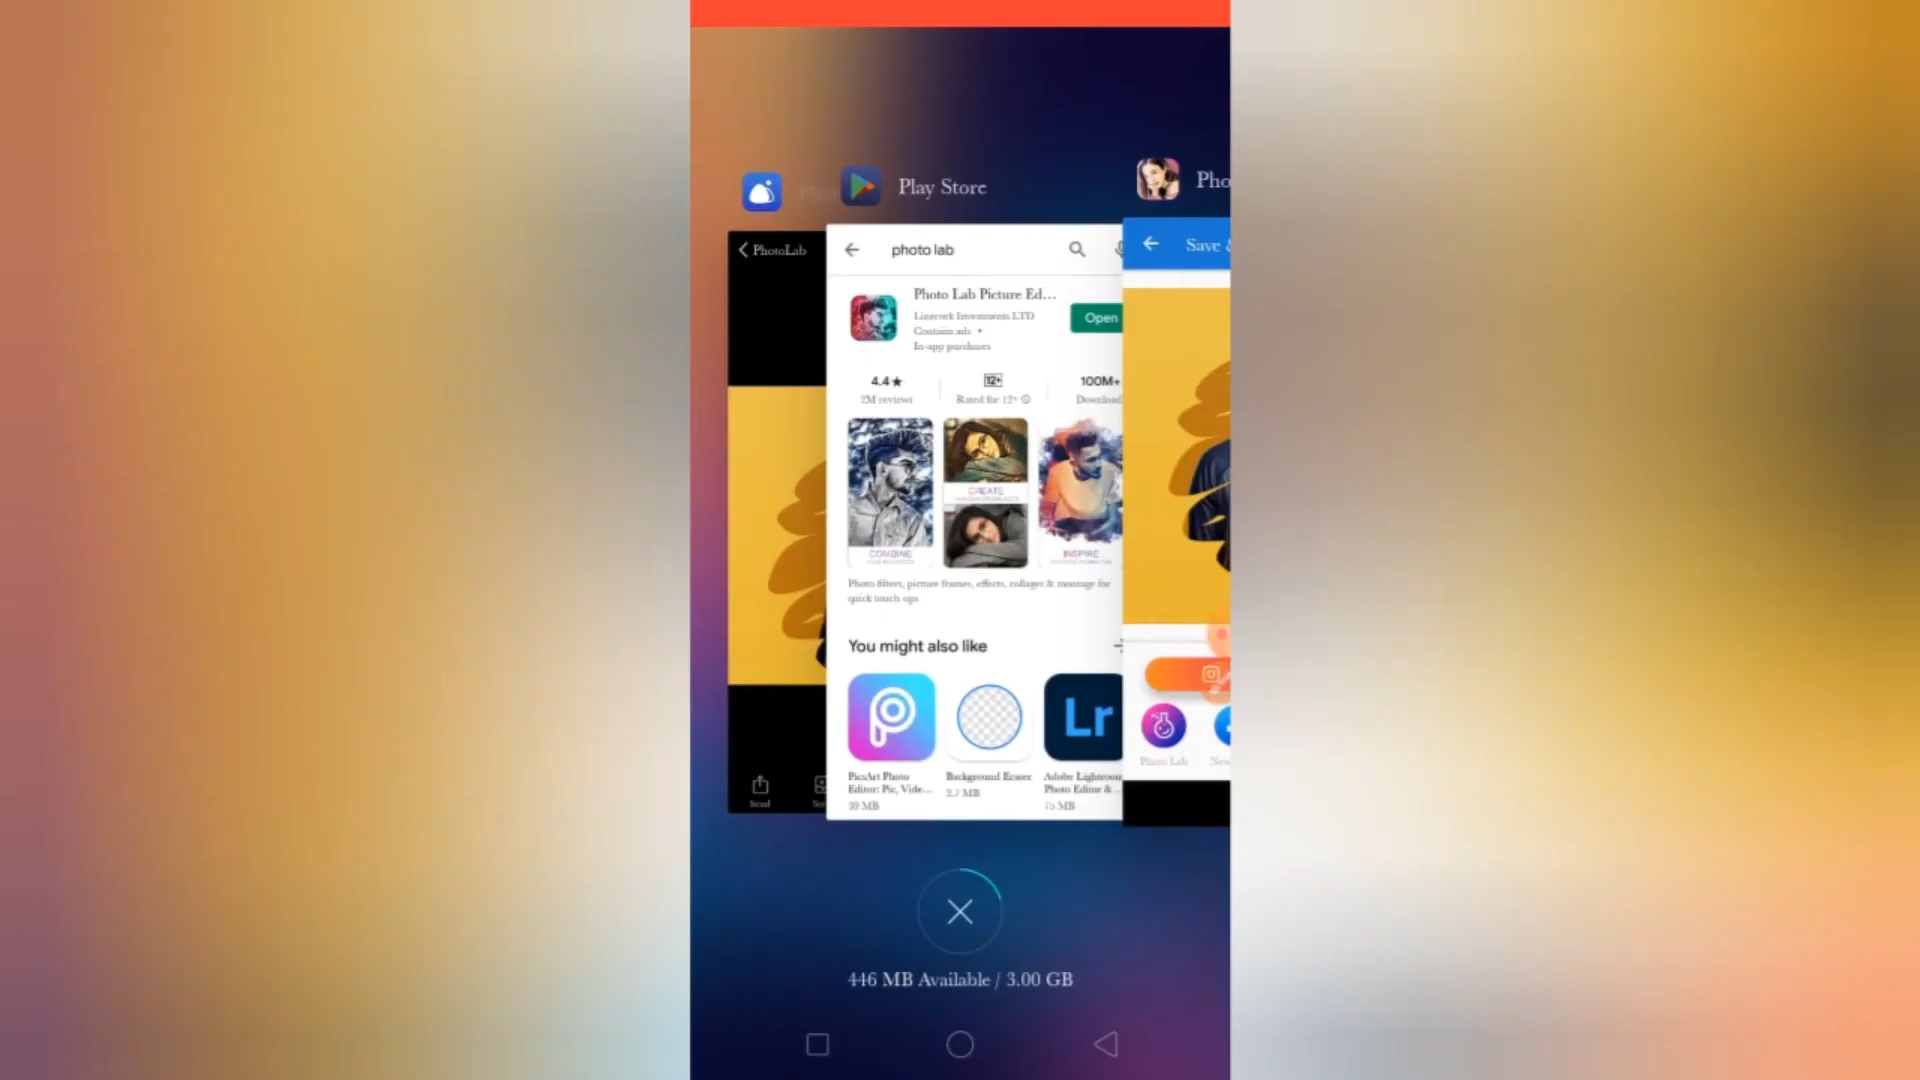 Play Store
Pho
PhotoLab
photo lab
Save &
Photo Lab Picture Ed...
Linerock Investments LTD
Contains ads •
In-app purchases
Open
4.4★
2M reviews
12+
Rated for 12+
100M+
Download
COMBINE
CREATE
INSPIRE
Photo filters, picture frames, effects, collages & montage for
quick touch-ups
You might also like
Lr
PicsArt Photo
Editor: Pic, Vide...
39 MB
Background Eraser
2.7 MB
Adobe Lightroom
Photo Editor & ...
75 MB
Send
Photo Lab
446 MB Available / 3.00 GB